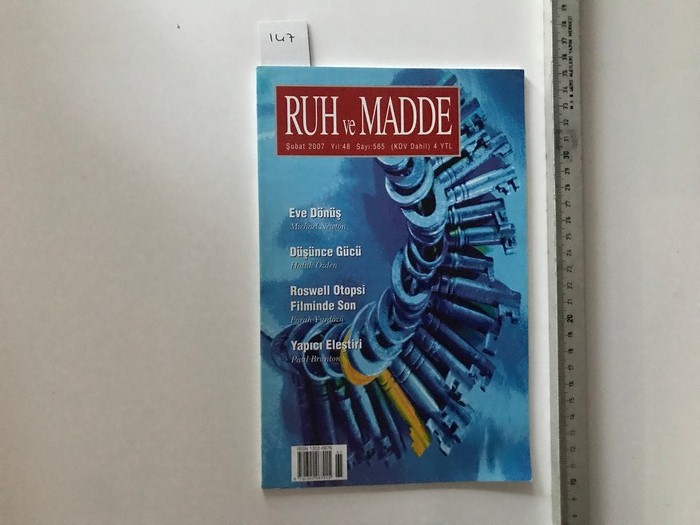 147
RUH ve MADDE
Şubat 2007 Yıl:48 Sayı:565 (KDV Dahil) 4 YTL
Eve Dönüş
Michael Newton
Düşünce Gücü
Haluk Özden
Roswell Otopsi
Filminde Son
Yapıcı Eleştiri
Paul Brunton